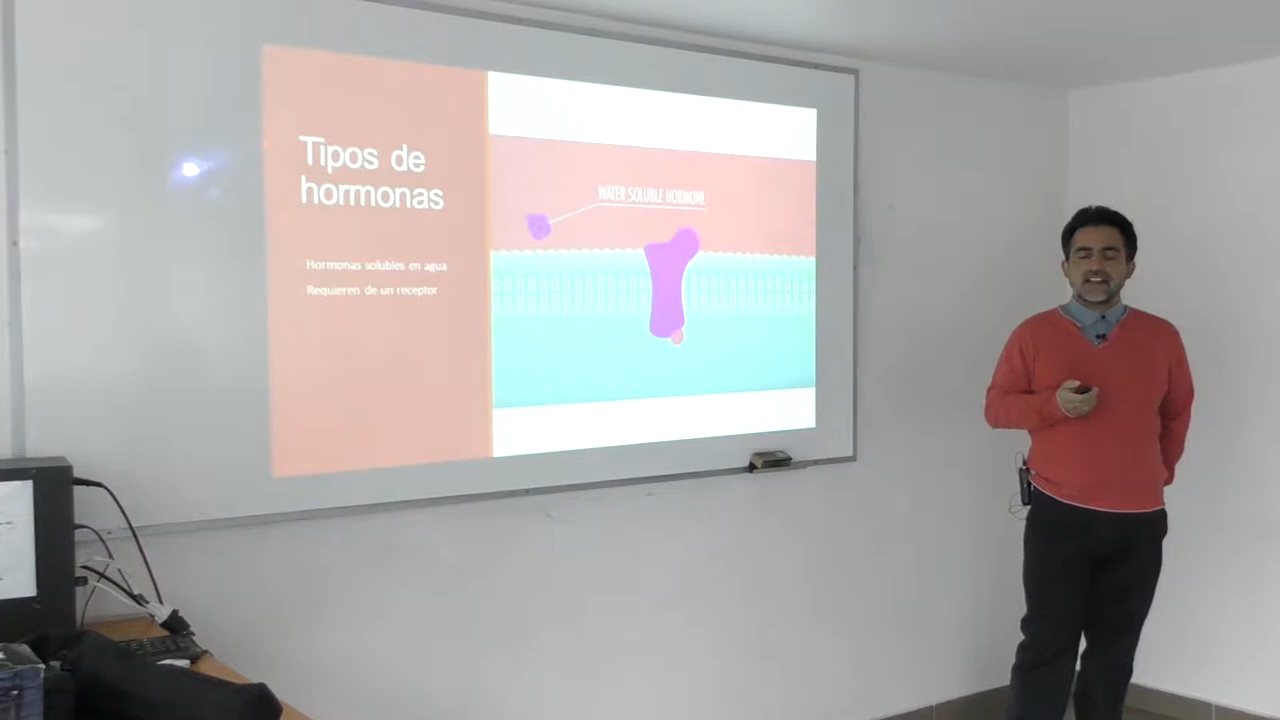 Tipos de
hormonas
Hormonas solubles en agua
Requieren de un receptor
WATER SOLUBLE HORMONE